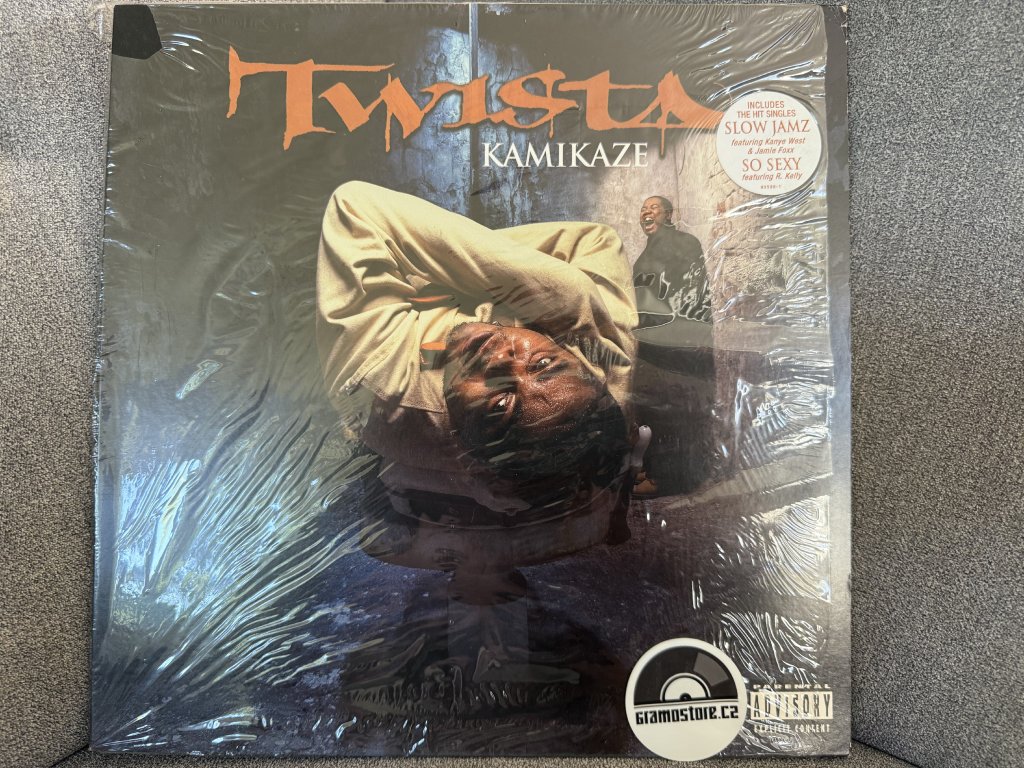 TWISTA
KAMIKAZE
INCLUDES
THE HIT SINGLES
SLOW JAMZ
featuring Kanye West
& Jamie Foxx
SO SEXY
featuring R. Kelly
Gramostore.cz
PARENTAL
ADVISORY
EXPLICIT CONTENT